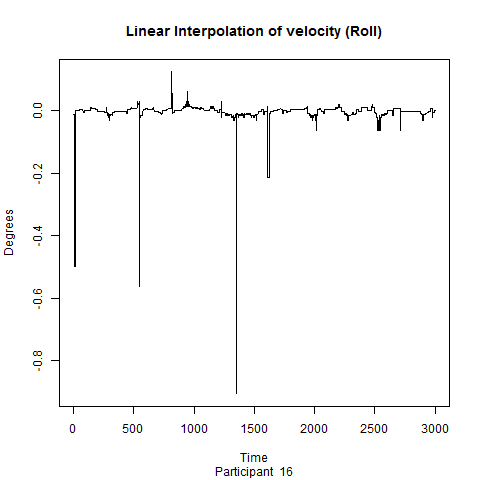 Linear Interpolation of velocity (Roll)
Degrees
0.0
-0.2
-0.4
-0.6
-0.8
0 500 1000 1500 2000 2500 3000
Time
Participant 16